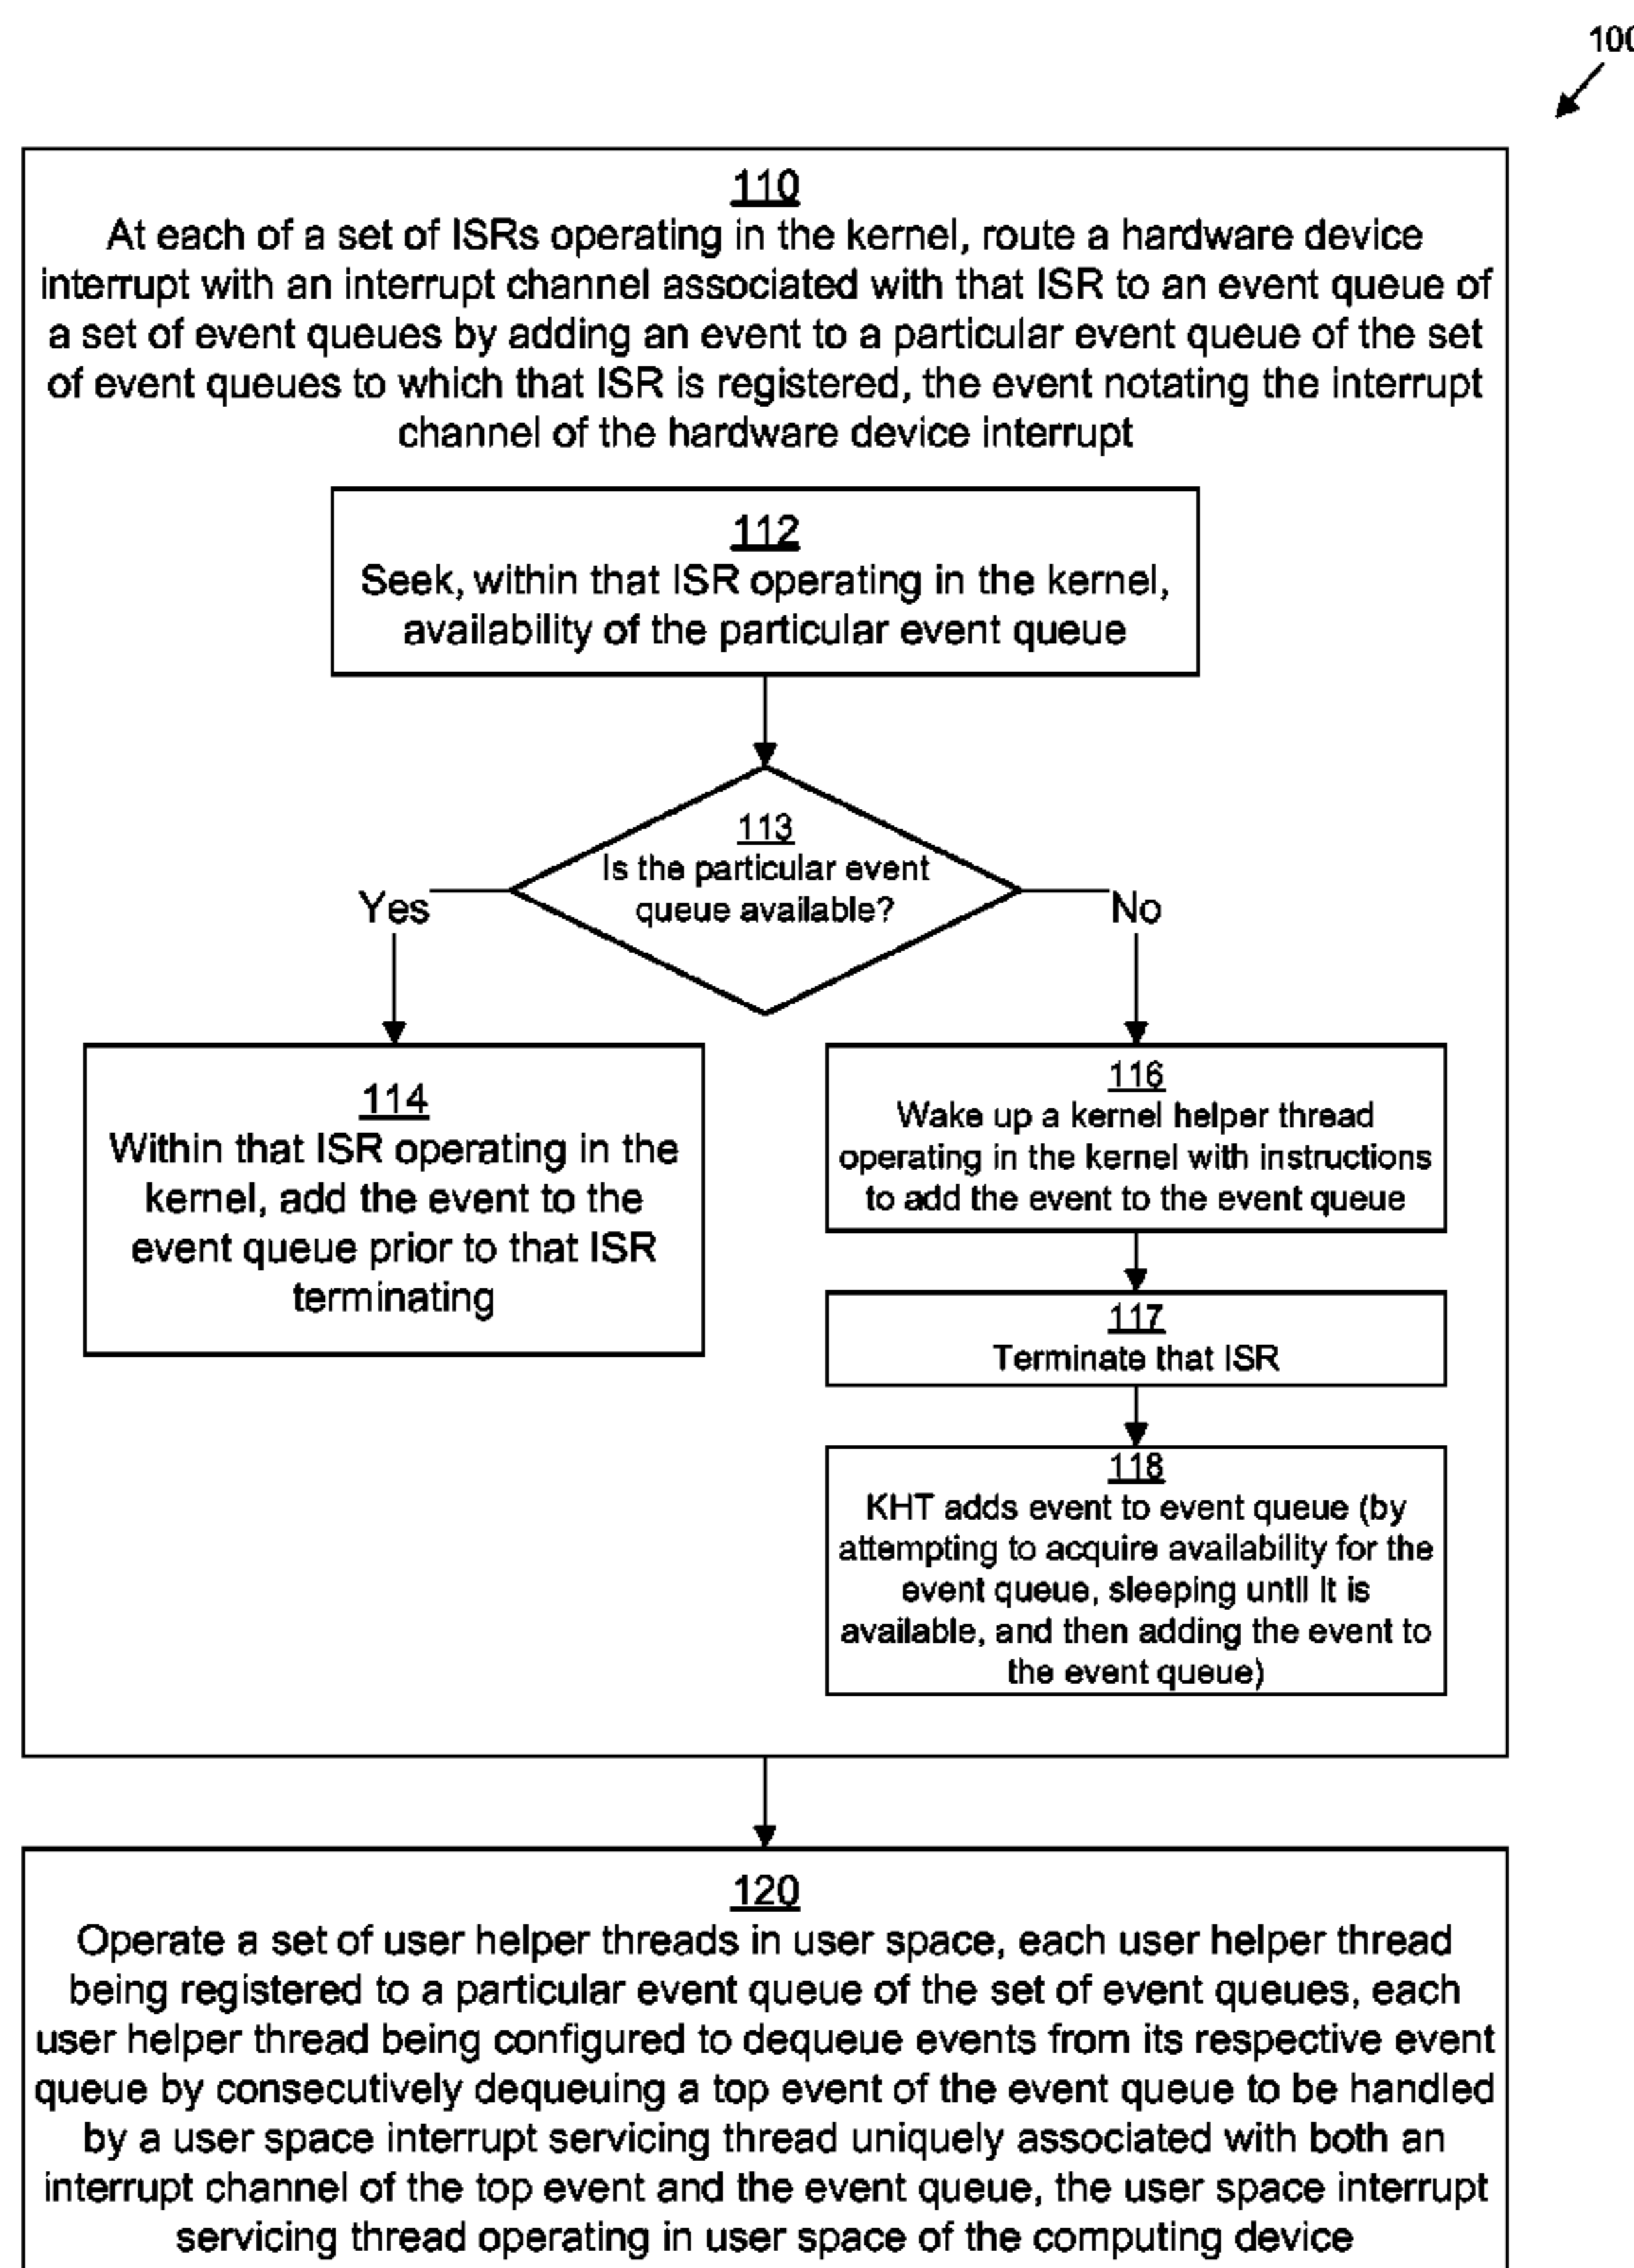 100
110
At each of a set of ISRs operating in the kernel, route a hardware device
interrupt with an interrupt channel associated with that ISR to an event queue of
a set of event queues by adding an event to a particular event queue of the set
of event queues to which that ISR is registered, the event notating the interrupt
channel of the hardware device interrupt
112
Seek, within that ISR operating in the kernel,
availability of the particular event queue
113
Is the particular event
queue available?
Yes
No
114
Within that ISR operating in the
kernel, add the event to the
event queue prior to that ISR
terminating
116
Wake up a kernel helper thread
operating in the kernel with instructions
to add the event to the event queue
117
Terminate that ISR
118
KHT adds event to event queue (by
attempting to acquire availability for the
event queue, sleeping until it is
available, and then adding the event to
the event queue)
120
Operate a set of user helper threads in user space, each user helper thread
being registered to a particular event queue of the set of event queues, each
user helper thread being configured to dequeue events from its respective event
queue by consecutively dequeuing a top event of the event queue to be handled
by a user space interrupt servicing thread uniquely associated with both an
interrupt channel of the top event and the event queue, the user space interrupt
servicing thread operating in user space of the computing device